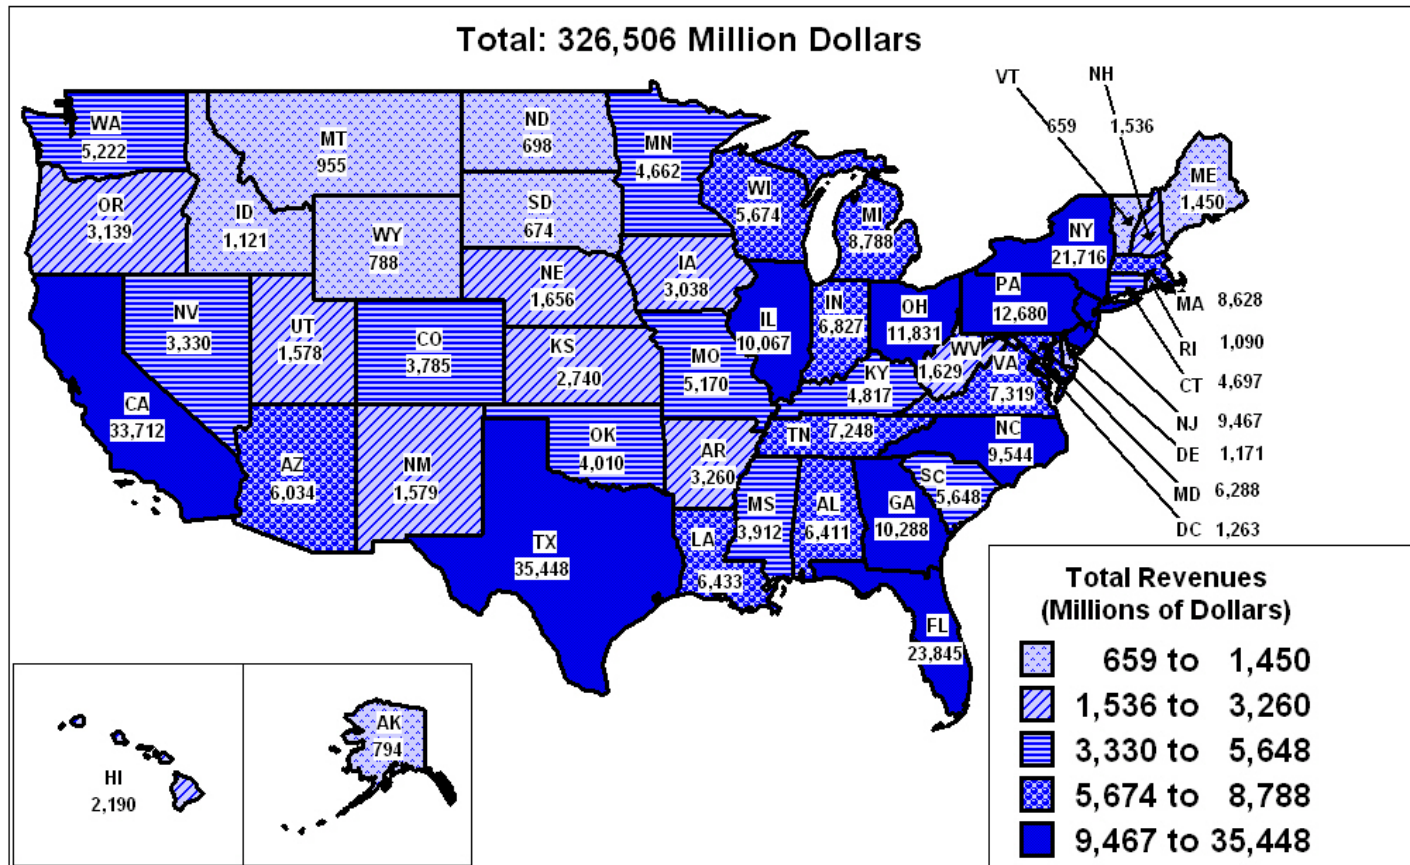 Total: 326,506 Million Dollars
VT
NH
659
1,536
WA
5,222
MT
955
ND
698
MN
4,662
ME
1,450
OR
3,139
ID
1,121
WY
788
SD
674
WI
5,674
MI
8,788
NY
21,716
NV
3,330
UT
1,578
CO
3,785
NE
1,656
IA
3,038
KS
2,740
MO
5,170
IL
10,067
IN
6,827
OH
11,831
PA
12,680
WV
1,629
VA
7,319
KY
4,817
MA 8,628
RI 1,090
CT 4,697
NJ 9,467
DE 1,171
MD 6,288
DC 1,263
CA
33,712
AZ
6,034
NM
1,579
OK
4,010
AR
3,260
TN 7,248
NC
9,544
SC
5,648
MS
3,912
AL
6,411
GA
10,288
TX
35,448
LA
6,433
FL
23,845
HI
2,190
AK
794
Total Revenues
(Millions of Dollars)
659 to 1,450
1,536 to 3,260
3,330 to 5,648
5,674 to 8,788
9,467 to 35,448